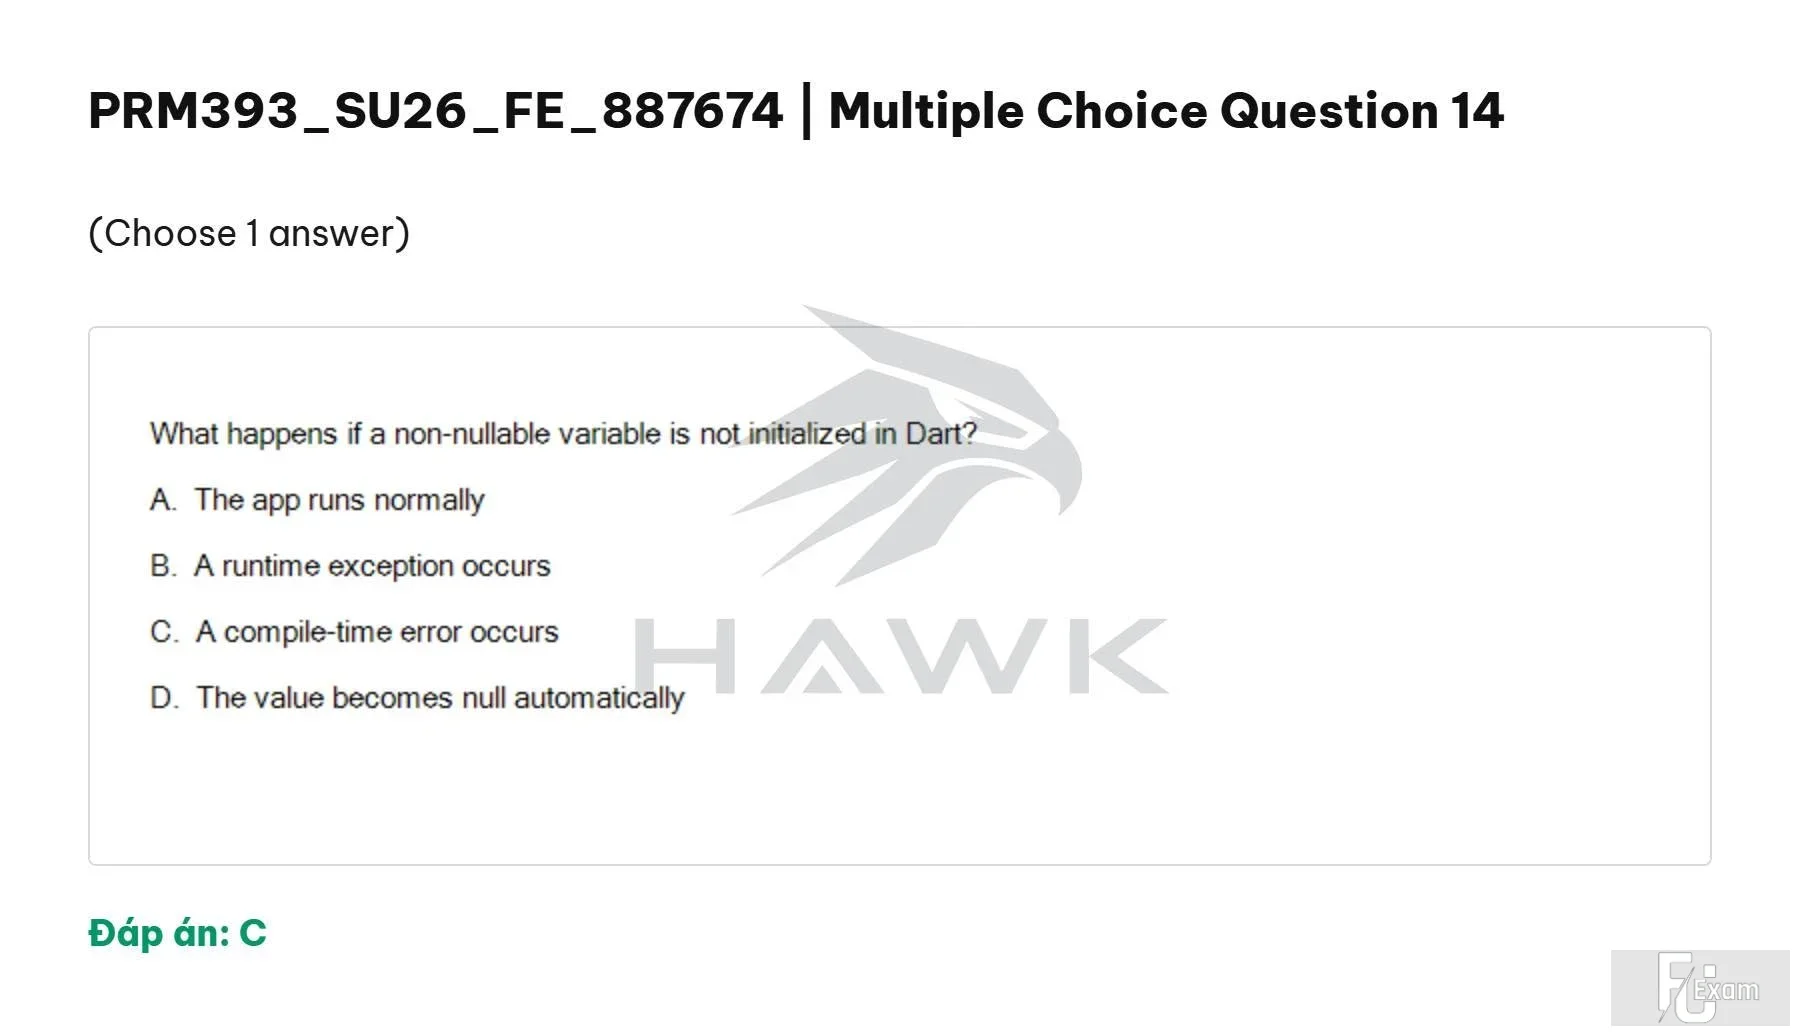 PRM393_SU26_FE_887674 | Multiple Choice Question 14
(Choose 1 answer)
What happens if a non-nullable variable is not initialized in Dart?
A. The app runs normally
B. A runtime exception occurs
C. A compile-time error occurs
D. The value becomes null automatically
HAWK
Đáp án: C
FU Exam